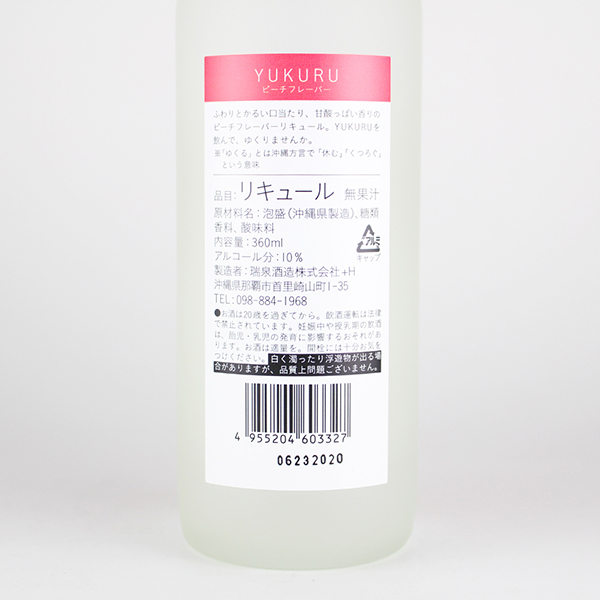 YUKURU
ピーチフレーバー
ふわりとかるい口当たり、甘酸っぱい香りの
ピーチフレーバーリキュール。YUKURUを
飲んで、ゆくりませんか。
※「ゆくる」とは沖縄方言で「休む」「くつろぐ」
という意味
品目:リキュール 無果汁
原材料名:泡盛(沖縄県製造)、糖類
香料、酸味料
内容量:360ml
アルコール分:10%
製造者:瑞泉酒造株式会社+H
沖縄県那覇市首里崎山町1-35
TEL:098-884-1968
アルミ
キャップ
●お酒は20歳を過ぎてから。飲酒運転は法律
で禁止されています。妊娠中や授乳期の飲酒
は、胎児・乳児の発育に影響するおそれがあ
ります。お酒は適量を。開栓には十分お気を
つけください。白く濁ったり浮遊物が出る場
合がありますが、品質上問題ございません。
4 955204 603327
06232020